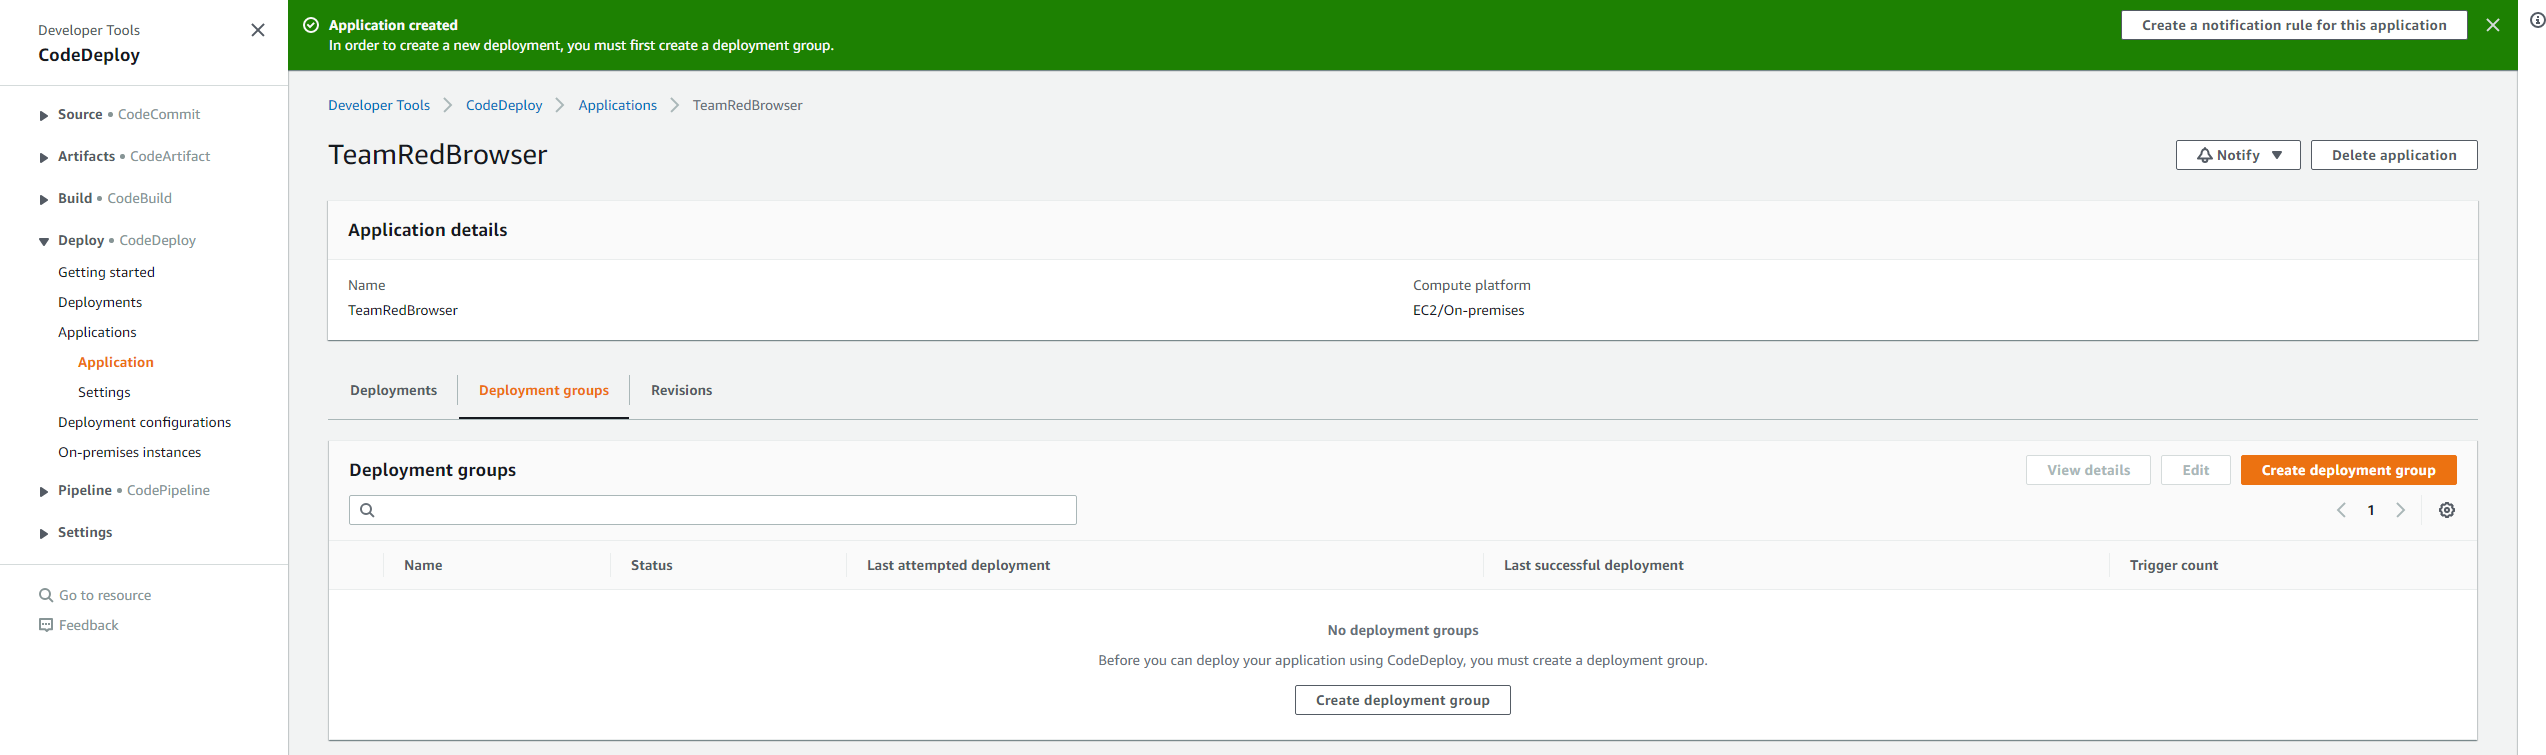 Developer Tools
CodeDeploy
Source • CodeCommit
Artifacts • CodeArtifact
Build • CodeBuild
Deploy • CodeDeploy
Getting started
Deployments
Applications
Application
Settings
Deployment configurations
On-premises instances
Pipeline • CodePipeline
Settings
Go to resource
Feedback
Application created
In order to create a new deployment, you must first create a deployment group.
Create a notification rule for this application
Developer Tools > CodeDeploy > Applications > TeamRedBrowser
TeamRedBrowser
Notify
Delete application
Application details
Name
TeamRedBrowser
Compute platform
EC2/On-premises
Deployments
Deployment groups
Revisions
Deployment groups
View details
Edit
Create deployment group
1
Name
Status
Last attempted deployment
Last successful deployment
Trigger count
No deployment groups
Before you can deploy your application using CodeDeploy, you must create a deployment group.
Create deployment group